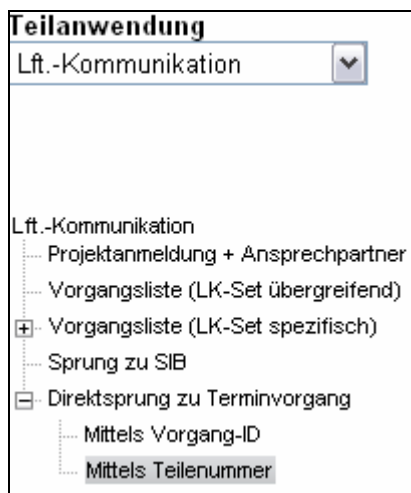 Teilanwendung
Lft.-Kommunikation
Lft.-Kommunikation
Projektanmeldung + Ansprechpartner
Vorgangsliste (LK-Set übergreifend)
Vorgangsliste (LK-Set spezifisch)
Sprung zu SIB
Direktsprung zu Terminvorgang
Mittels Vorgang-ID
Mittels Teilenummer